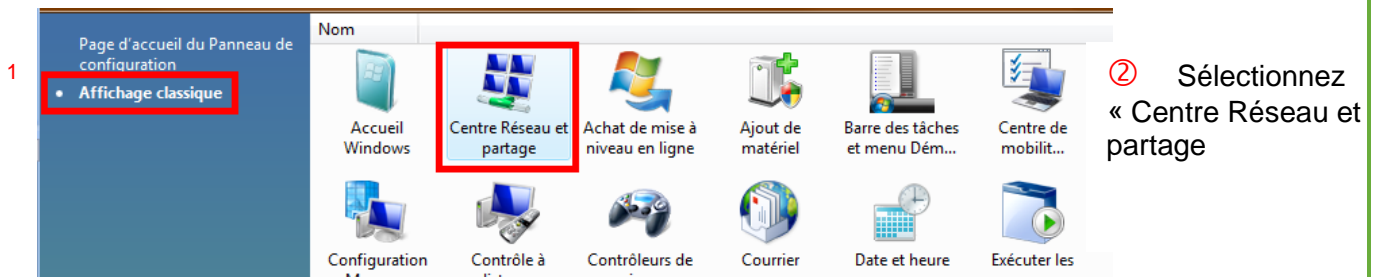 Nom
Page d'accueil du Panneau de
configuration
1
• Affichage classique
Accueil
Windows
Centre Réseau et
partage
Achat de mise à
niveau en ligne
Ajout de
matériel
Barre des tâches
et menu Dém...
Centre de
mobilit...
② Sélectionnez
« Centre Réseau et
partage
Configuration
Contrôle à
Contrôleurs de
Courrier
Date et heure
Exécuter les